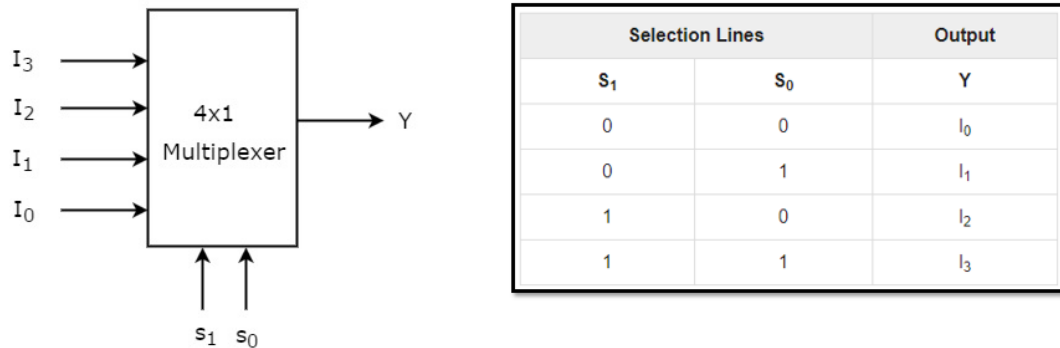 I₃
I₂
I₁
I₀
4x1
Multiplexer
Y
s₁ s₀
Selection Lines Output
S₁ S₀ Y
0 0 I₀
0 1 I₁
1 0 I₂
1 1 I₃